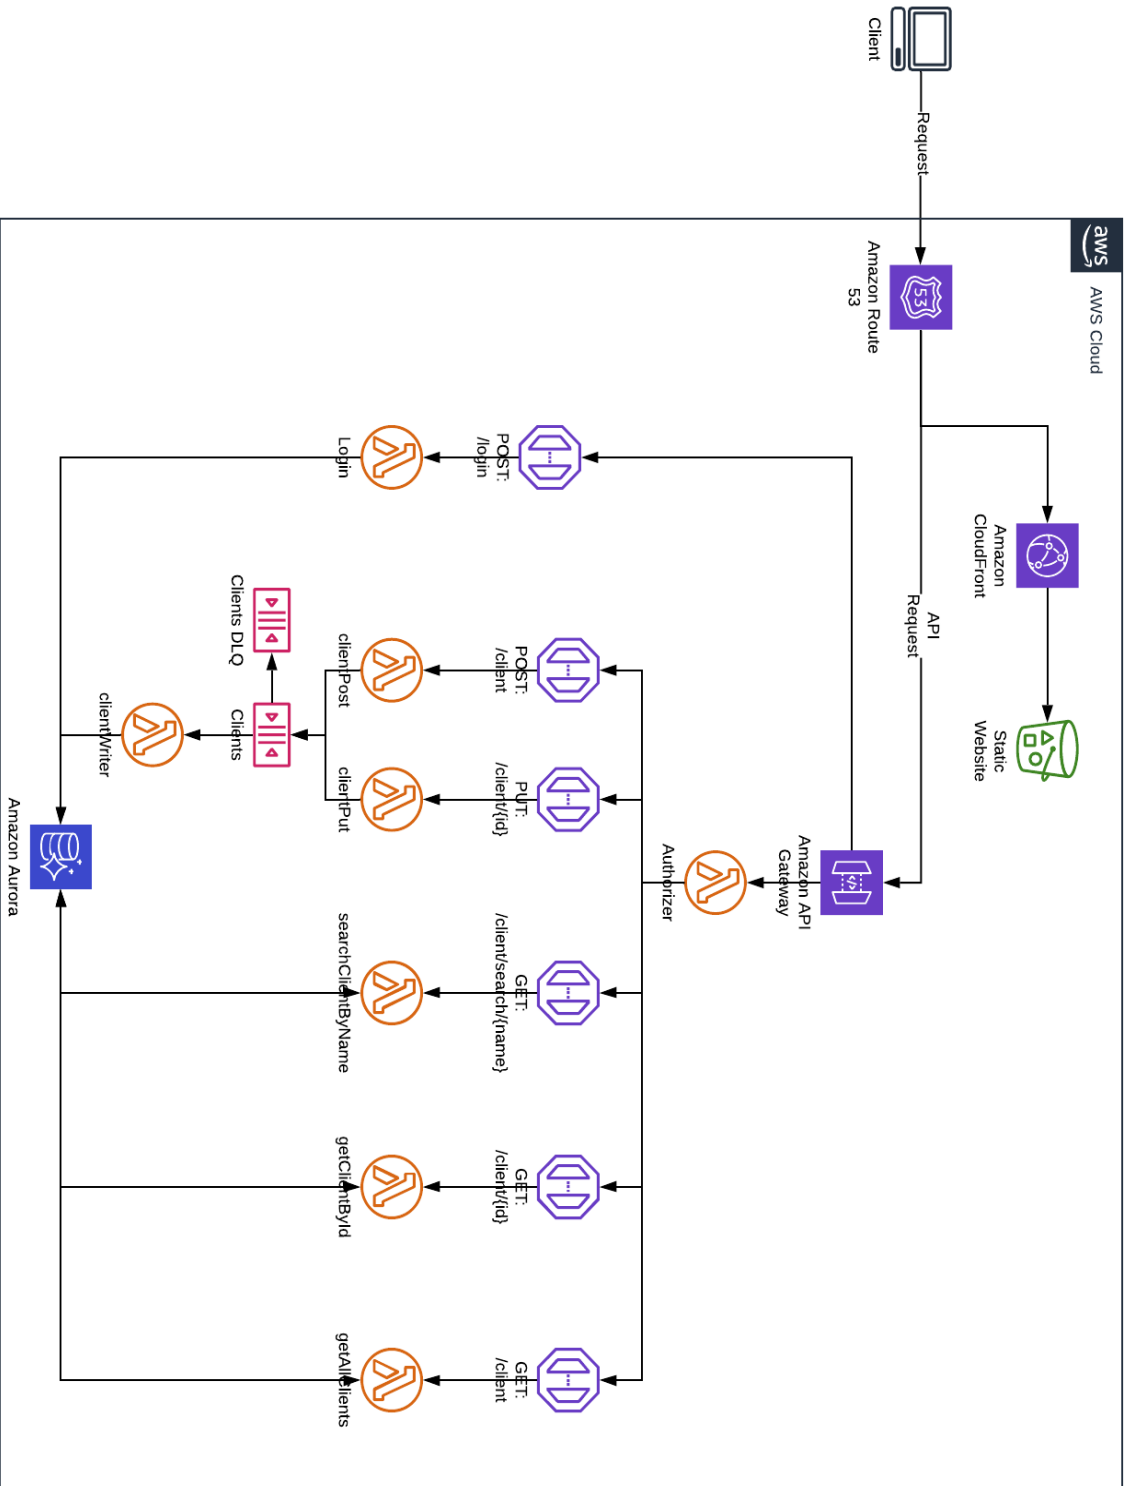 Client
Request
aws
AWS Cloud
Amazon Route
53
Amazon
CloudFront
Static
Website
API
Request
Amazon API
Gateway
Authorizer
POST:
/login
POST:
/client
PUT:
/client/{id}
GET:
/client/search/{name}
GET:
/client/{id}
GET:
/client
Login
clientPost
clientPut
searchClientByName
getClientById
getAllClients
Clients DLQ
Clients
clientWriter
Amazon Aurora